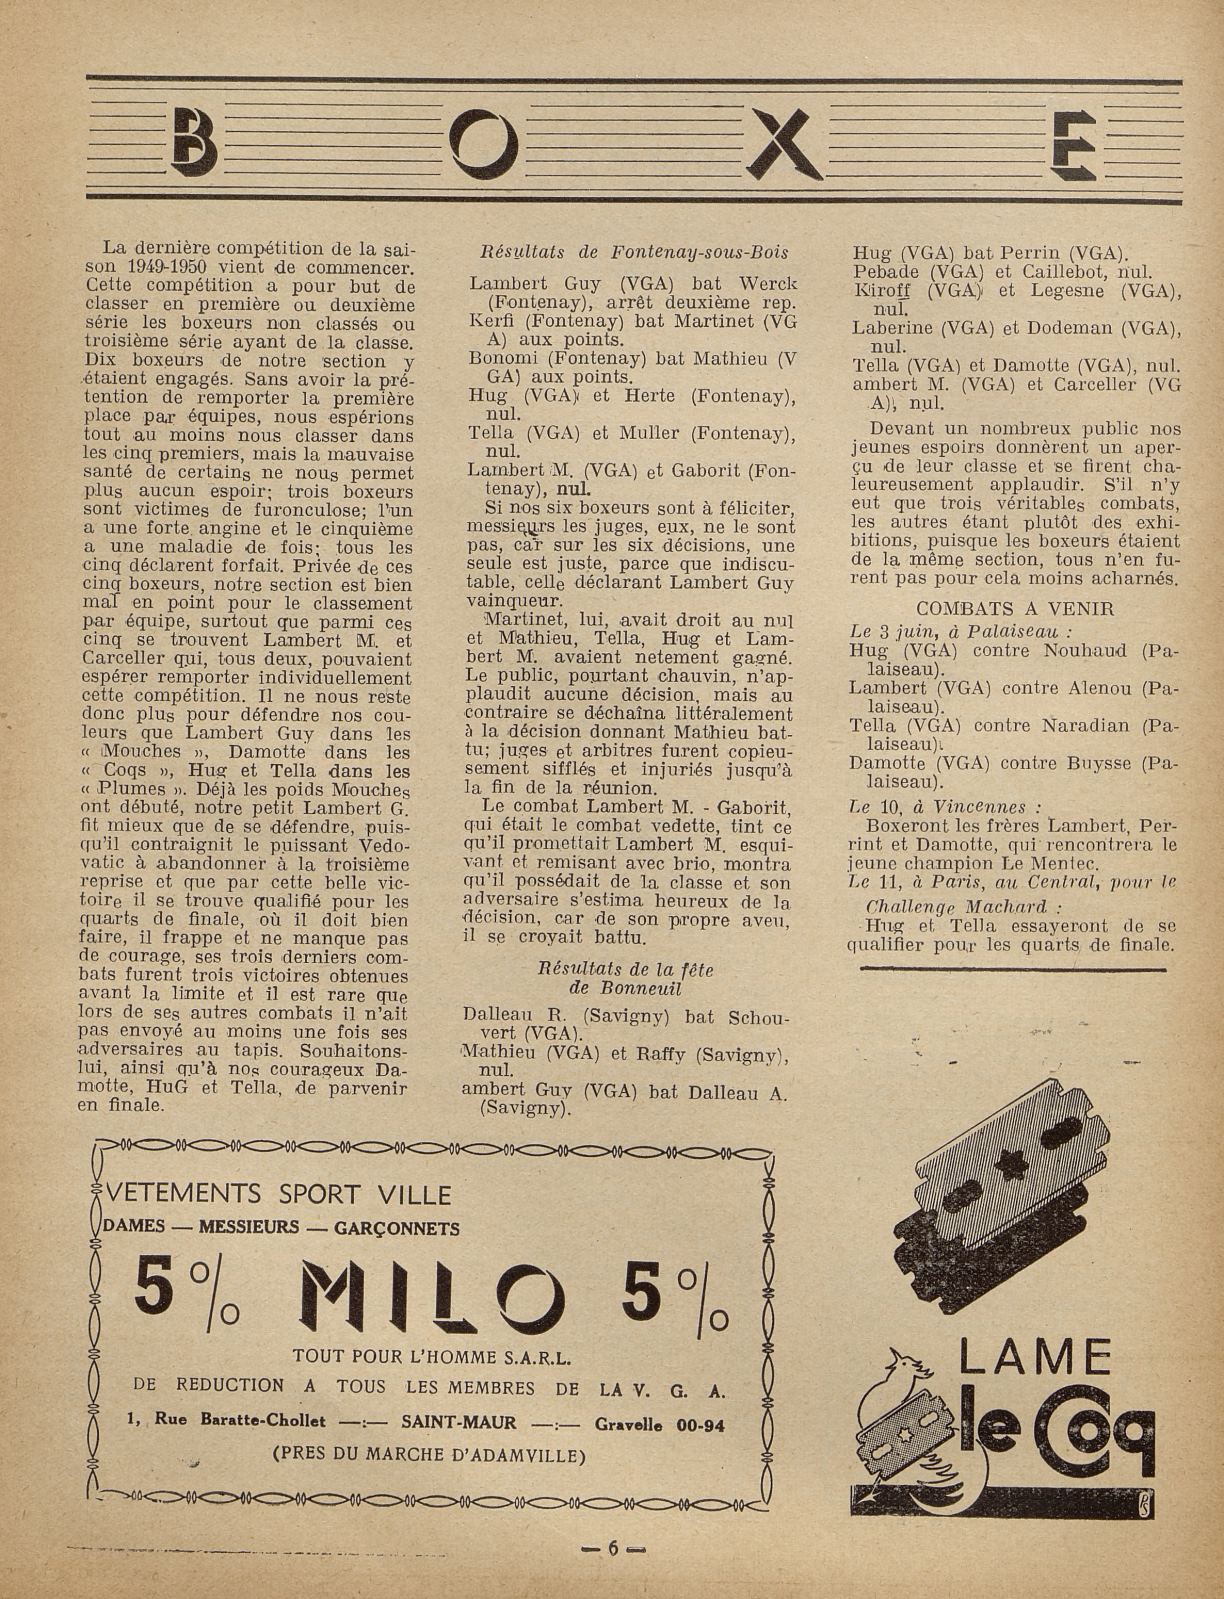 BOXE
La dernière compétition de la sai-
son 1949-1950 vient de commencer.
Cette compétition a pour but de
classer en première ou deuxième
série les boxeurs non classés ou
troisième série ayant de la classe.
Dix boxeurs de notre section y
étaient engagés. Sans avoir la pré-
tention de remporter la première
place par équipes, nous espérions
tout au moins nous classer dans
les cinq premiers, mais la mauvaise
santé de certains ne nous permet
plus aucun espoir; trois boxeurs
sont victimes de furonculose; l'un
a une forte angine et le cinquième
a une maladie de fois; tous les
cinq déclarent forfait. Privée de ces
cinq boxeurs, notre section est bien
mal en point pour le classement
par équipe, surtout que parmi ces
cinq se trouvent Lambert M. et
Carceller qui, tous deux, pouvaient
espérer remporter individuellement
cette compétition. Il ne nous reste
donc plus pour défendre nos cou-
leurs que Lambert Guy dans les
« Mouches », Damotte dans les
« Coqs », Hug et Tella dans les
« Plumes ». Déjà les poids Mouches
ont débuté, notre petit Lambert G.
fit mieux que de se défendre, puis-
qu'il contraignit le puissant Vedo-
vatic à abandonner à la troisième
reprise et que par cette belle vic-
toire il se trouve qualifié pour les
quarts de finale, où il doit bien
faire, il frappe et ne manque pas
de courage, ses trois derniers com-
bats furent trois victoires obtenues
avant la limite et il est rare que
lors de ses autres combats il n'ait
pas envoyé au moins une fois ses
adversaires au tapis. Souhaitons-
lui, ainsi qu'à nos courageux Da-
motte, HuG et Tella, de parvenir
en finale.
Résultats de Fontenay-sous-Bois
Lambert Guy (VGA) bat Werck
(Fontenay), arrêt deuxième rep.
Kerfi (Fontenay) bat Martinet (VG
A) aux points.
Bonomi (Fontenay) bat Mathieu (V
GA) aux points.
Hug (VGA) et Herte (Fontenay),
nul.
Tella (VGA) et Muller (Fontenay),
nul.
Lambert M. (VGA) et Gaborit (Fon-
tenay), nul.
Si nos six boxeurs sont à féliciter,
messieurs les juges, eux, ne le sont
pas, car sur les six décisions, une
seule est juste, parce que indiscu-
table, celle déclarant Lambert Guy
vainqueur.
Martinet, lui, avait droit au nul
et Mathieu, Tella, Hug et Lam-
bert M. avaient netement gagné.
Le public, pourtant chauvin, n'ap-
plaudit aucune décision, mais au
contraire se déchaîna littéralement
à la décision donnant Mathieu bat-
tu; juges et arbitres furent copieu-
sement sifflés et injuriés jusqu'à
la fin de la réunion.
Le combat Lambert M. - Gaborit,
qui était le combat vedette, tint ce
qu'il promettait Lambert M. esqui-
vant et remisant avec brio, montra
qu'il possédait de la classe et son
adversaire s'estima heureux de la
décision, car de son propre aveu,
il se croyait battu.
Résultats de la fête
de Bonneuil
Dalleau R. (Savigny) bat Schou-
vert (VGA).
Mathieu (VGA) et Raffy (Savigny),
nul.
ambert Guy (VGA) bat Dalleau A.
(Savigny).
Hug (VGA) bat Perrin (VGA).
Pebade (VGA) et Caillebot, nul.
Kiroff (VGA) et Legesne (VGA),
nul.
Laberine (VGA) et Dodeman (VGA),
nul.
Tella (VGA) et Damotte (VGA), nul.
ambert M. (VGA) et Carceller (VG
A), nul.
Devant un nombreux public nos
jeunes espoirs donnèrent un aper-
çu de leur classe et se firent cha-
leureusement applaudir. S'il n'y
eut que trois véritables combats,
les autres étant plutôt des exhi-
bitions, puisque les boxeurs étaient
de la même section, tous n'en fu-
rent pas pour cela moins acharnés.
COMBATS A VENIR
Le 3 juin, à Palaiseau :
Hug (VGA) contre Nouhaud (Pa-
laiseau).
Lambert (VGA) contre Alenou (Pa-
laiseau).
Tella (VGA) contre Naradian (Pa-
laiseau).
Damotte (VGA) contre Buysse (Pa-
laiseau).
Le 10, à Vincennes :
Boxeront les frères Lambert, Per-
rint et Damotte, qui rencontrera le
jeune champion Le Mentec.
Le 11, à Paris, au Central, pour le
Challenge Machard :
Hug et Tella essayeront de se
qualifier pour les quarts de finale.
VETEMENTS SPORT VILLE
DAMES — MESSIEURS — GARÇONNETS
5% MILO 5%
TOUT POUR L'HOMME S.A.R.L.
DE REDUCTION A TOUS LES MEMBRES DE LA V. G. A.
1, Rue Baratte-Chollet —:— SAINT-MAUR —:— Gravelle 00-94
(PRES DU MARCHE D'ADAMVILLE)
LAME
le Coq
PS
— 6 —